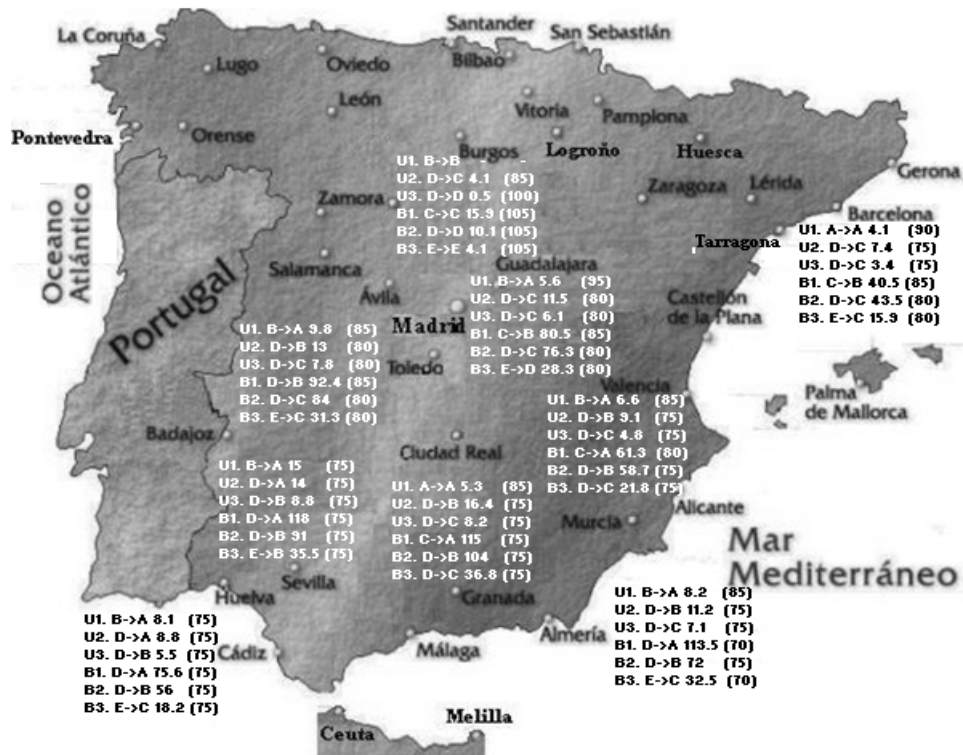 Santander
La Coruña
San Sebastián
Lugo
Oviedo
Bilbao
León
Vitoria
Pamplona
Pontevedra
Orense
Burgos
Logroño
Huesca
Gerona
U1. B->B - -
U2. D->C 4.1 (85)
U3. D->D 0.5 (100)
B1. C->C 15.9 (105)
B2. D->D 10.1 (105)
B3. E->E 4.1 (105)
Zamora
Zaragoza
Lérida
Barcelona
Tarragona
U1. A->A 4.1 (90)
U2. D->C 7.4 (75)
U3. D->C 3.4 (75)
B1. C->B 40.5 (85)
B2. D->C 43.5 (80)
B3. E->C 15.9 (80)
Oceano
Atlántico
Portugal
Salamanca
Ávila
Guadalajara
U1. B->A 5.6 (95)
U2. D->C 11.5 (80)
U3. D->C 6.1 (80)
B1. C->B 80.5 (85)
B2. D->C 76.3 (80)
B3. E->D 28.3 (80)
Castellón
de la Plana
Madrid
U1. B->A 9.8 (85)
U2. D->B 13 (80)
U3. D->C 7.8 (80)
B1. D->B 92.4 (85)
B2. D->C 84 (80)
B3. E->C 31.3 (80)
Toledo
Valencia
Palma
de Mallorca
U1. B->A 6.6 (85)
U2. D->B 9.1 (75)
U3. D->C 4.8 (75)
B1. C->A 61.3 (80)
B2. D->B 58.7 (75)
B3. D->C 21.8 (75)
Badajoz
Ciudad Real
U1. B->A 15 (75)
U2. D->A 14 (75)
U3. D->B 8.8 (75)
B1. D->A 118 (75)
B2. D->B 91 (75)
B3. E->B 35.5 (75)
U1. A->A 5.3 (85)
U2. D->B 16.4 (75)
U3. D->C 8.2 (75)
B1. C->A 115 (75)
B2. D->B 104 (75)
B3. D->C 36.8 (75)
Alicante
Murcia
Mar
Mediterráneo
Sevilla
Huelva
Granada
U1. B->A 8.2 (85)
U2. D->B 11.2 (75)
U3. D->C 7.1 (75)
B1. D->A 113.5 (70)
B2. D->B 72 (75)
B3. E->C 32.5 (70)
U1. B->A 8.1 (75)
U2. D->A 8.8 (75)
U3. D->B 5.5 (75)
B1. D->A 75.6 (75)
B2. D->B 56 (75)
B3. E->C 18.2 (75)
Cádiz
Málaga
Almería
Melilla
Ceuta